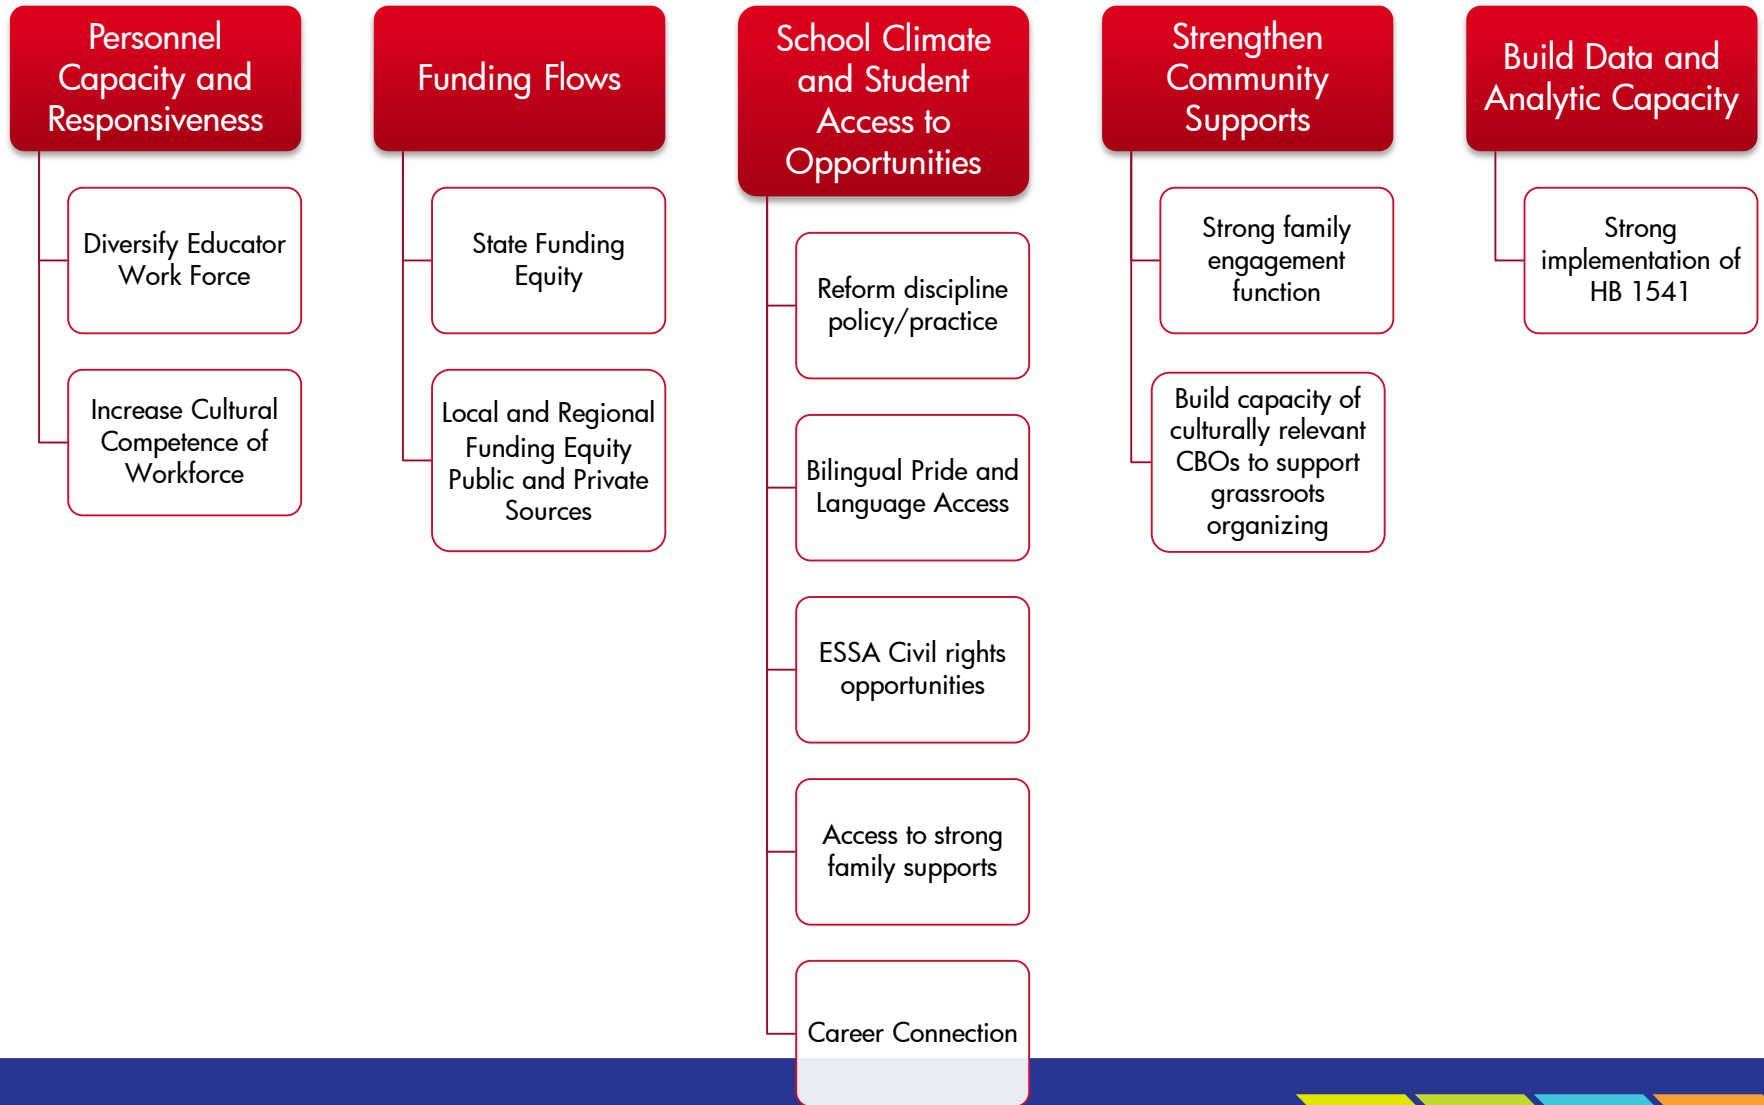 Personnel
Capacity and
Responsiveness
Diversify Educator
Work Force
Increase Cultural
Competence of
Workforce
Funding Flows
State Funding
Equity
Local and Regional
Funding Equity
Public and Private
Sources
School Climate
and Student
Access to
Opportunities
Reform discipline
policy/practice
Bilingual Pride and
Language Access
ESSA Civil rights
opportunities
Access to strong
family supports
Career Connection
Strengthen
Community
Supports
Strong family
engagement
function
Build capacity of
culturally relevant
CBOs to support
grassroots
organizing
Build Data and
Analytic Capacity
Strong
implementation of
HB 1541